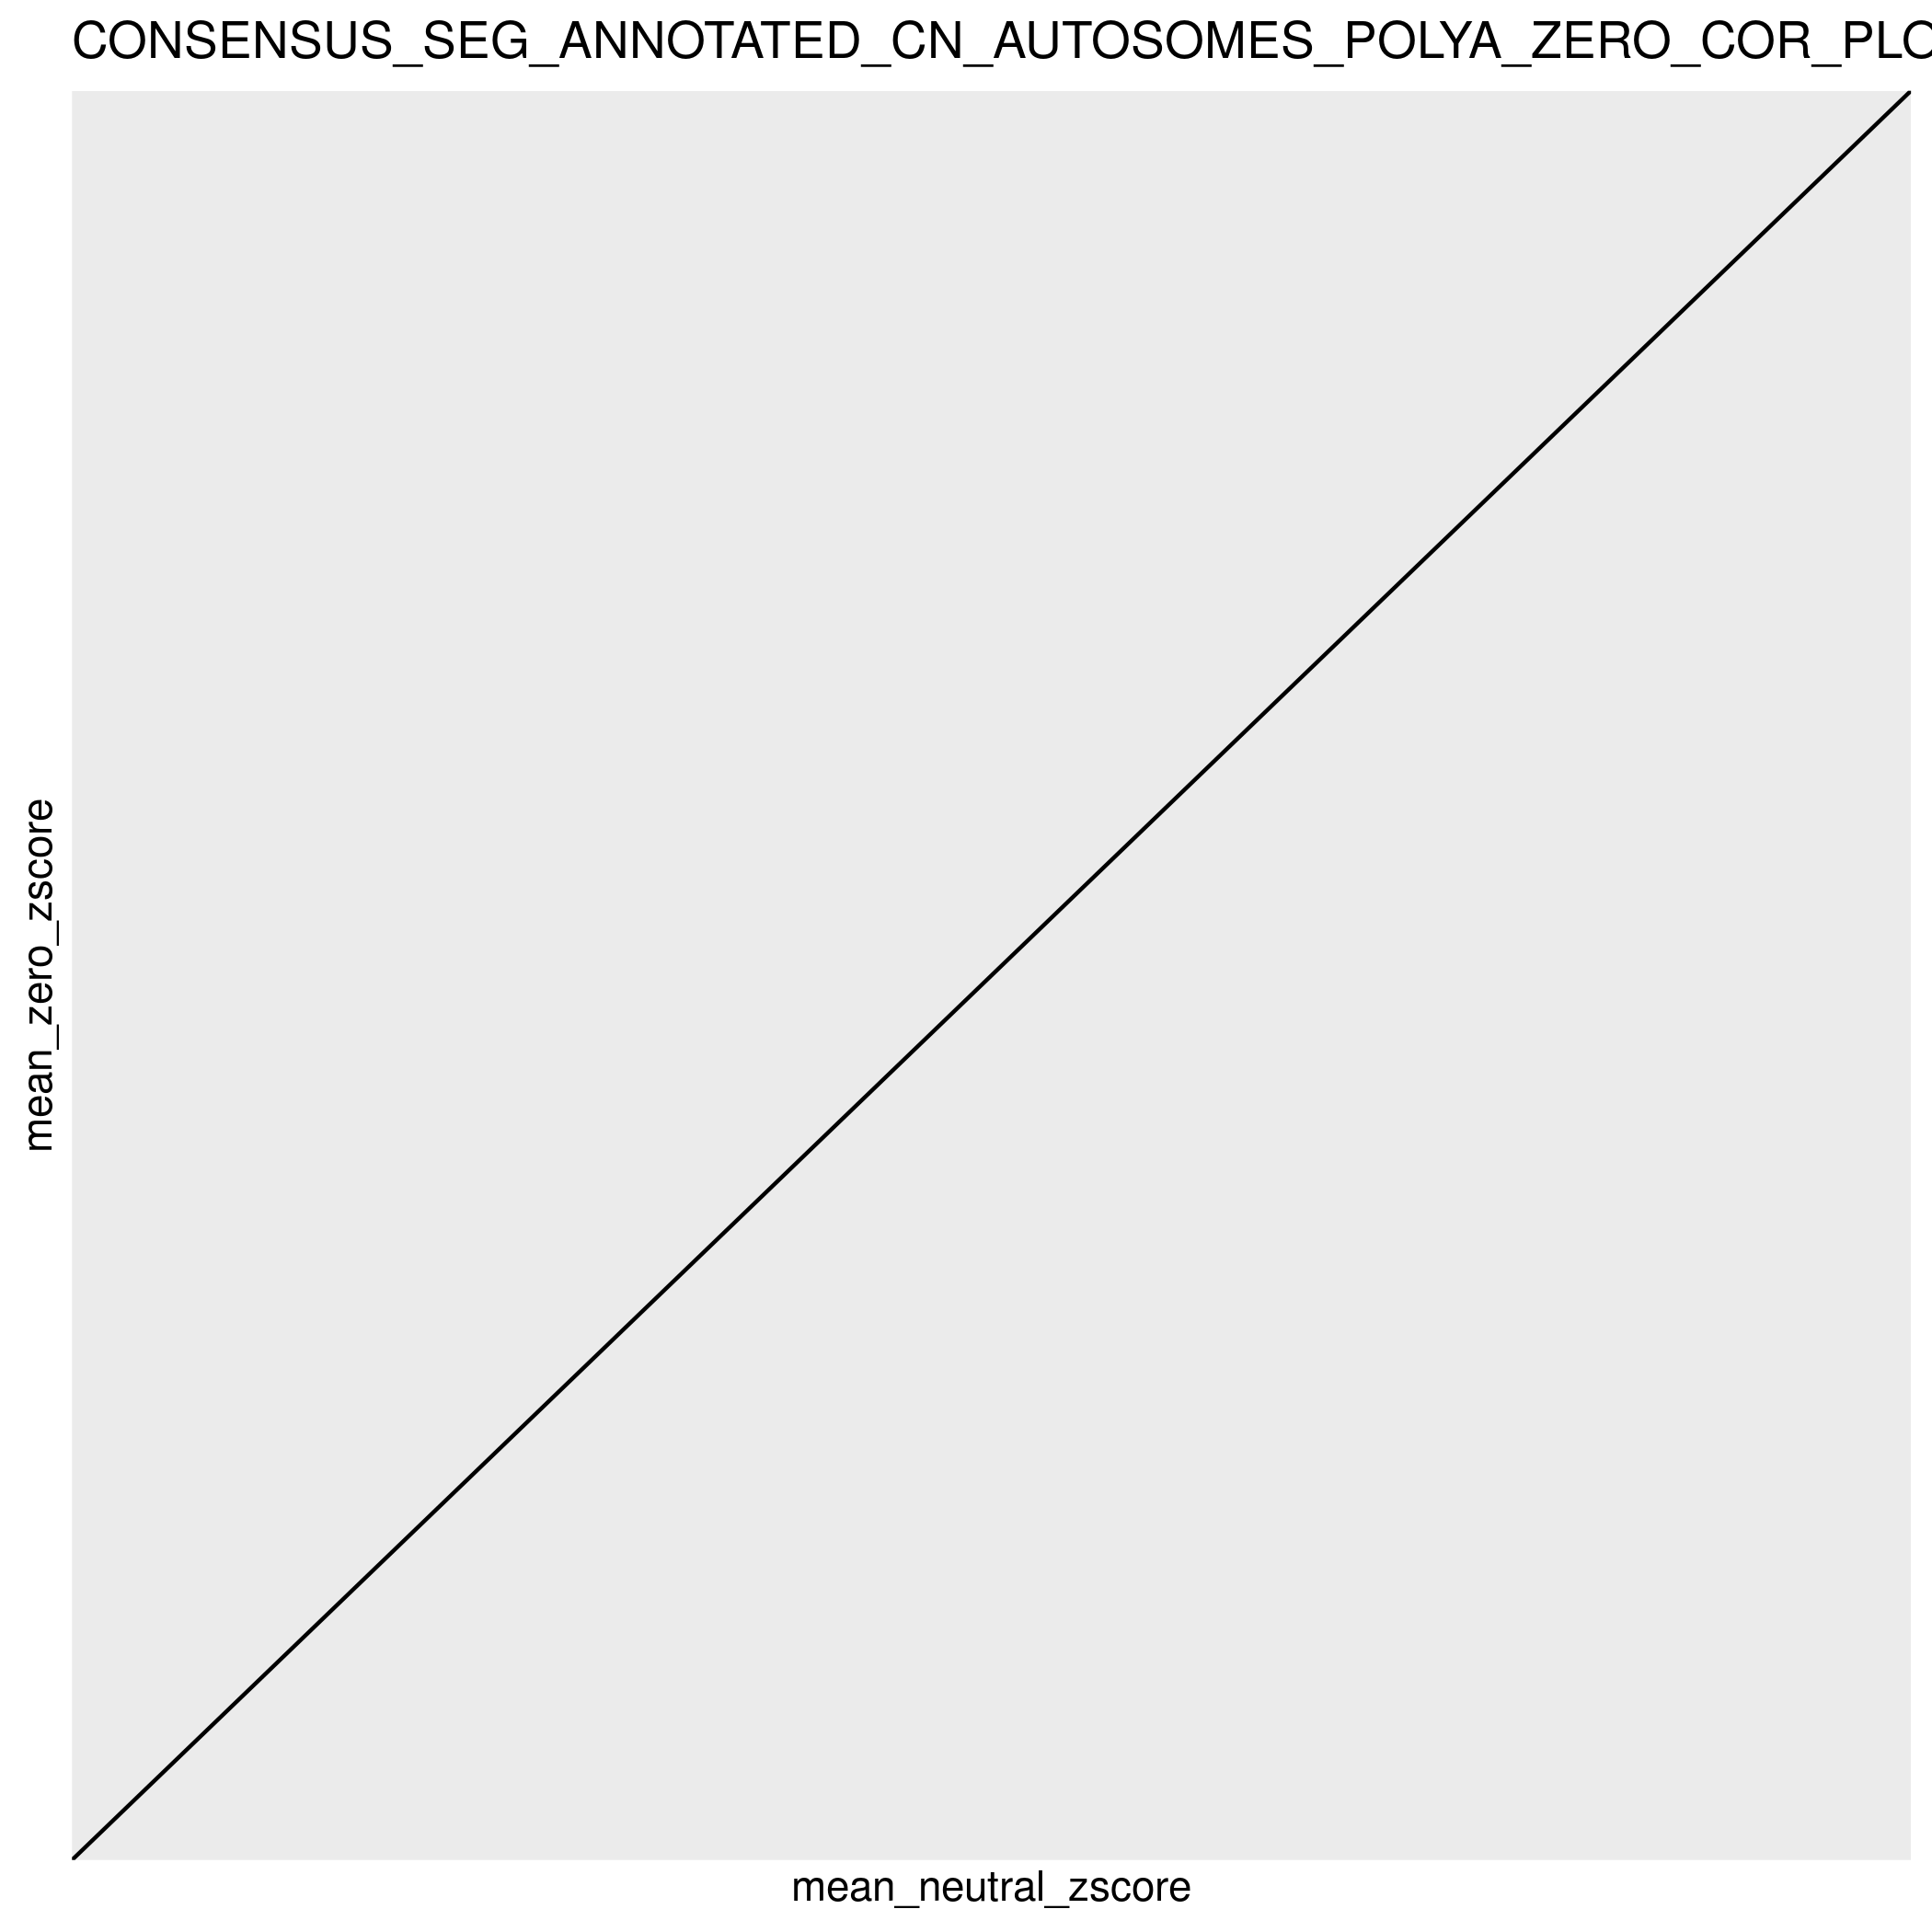 CONSENSUS_SEG_ANNOTATED_CN_AUTOSOMES_POLYA_ZERO_COR_PLO
mean_zero_zscore
mean_neutral_zscore